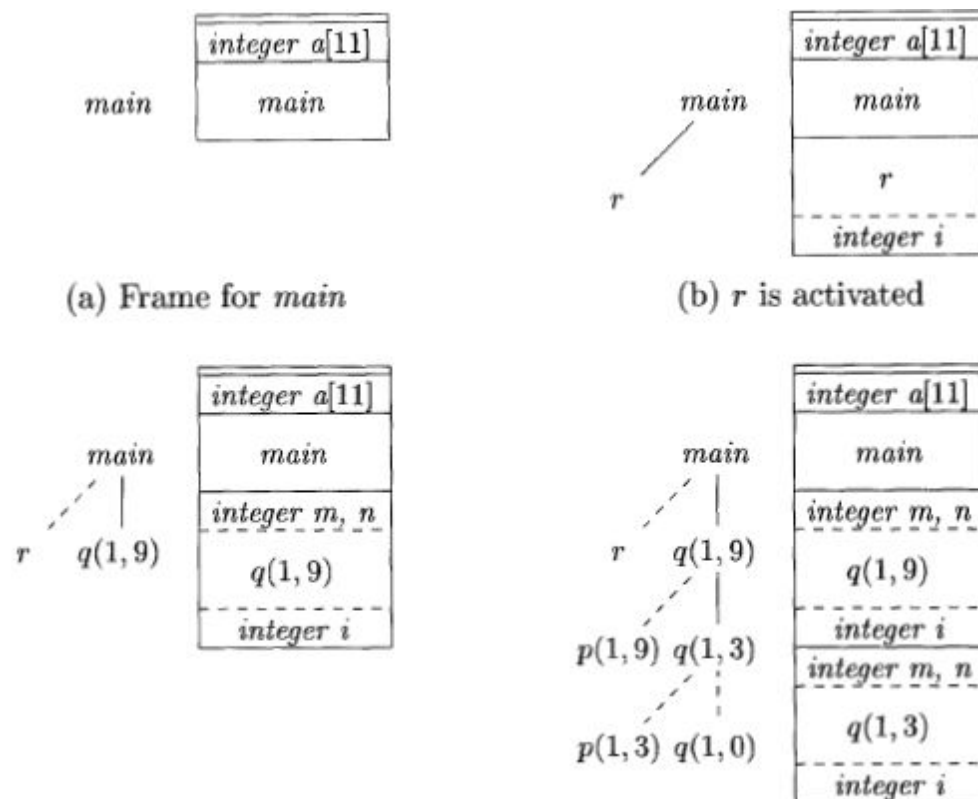 integer a[11]
main
main
(a) Frame for main
integer a[11]
main
main
r
r
integer i
(b) r is activated
integer a[11]
main
main
integer m, n
r q(1, 9)
q(1, 9)
integer i
integer a[11]
main
main
integer m, n
r q(1, 9)
q(1, 9)
integer i
p(1, 9) q(1, 3)
integer m, n
q(1, 3)
p(1, 3) q(1, 0)
integer i